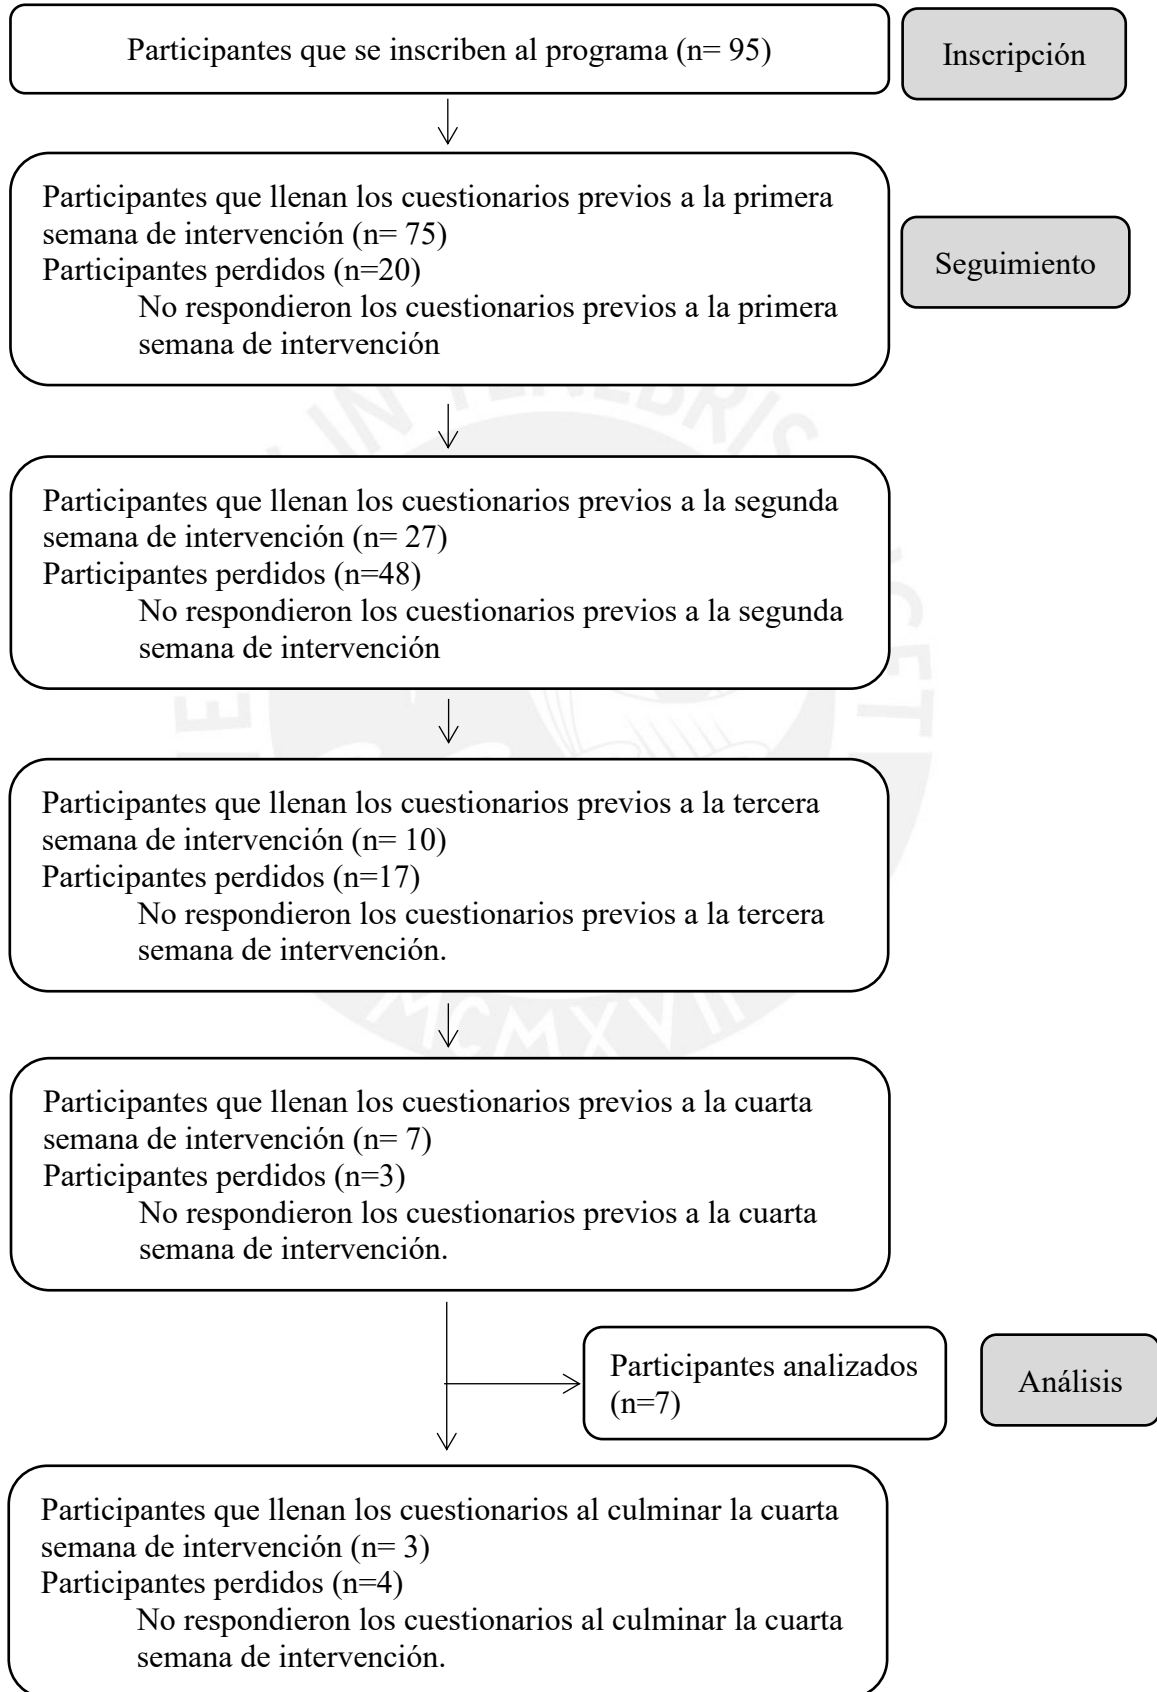 Participantes que se inscriben al programa (n= 95)
Inscripción
Participantes que llenan los cuestionarios previos a la primera
semana de intervención (n= 75)
Participantes perdidos (n=20)
No respondieron los cuestionarios previos a la primera
semana de intervención
Seguimiento
Participantes que llenan los cuestionarios previos a la segunda
semana de intervención (n= 27)
Participantes perdidos (n=48)
No respondieron los cuestionarios previos a la segunda
semana de intervención
Participantes que llenan los cuestionarios previos a la tercera
semana de intervención (n= 10)
Participantes perdidos (n=17)
No respondieron los cuestionarios previos a la tercera
semana de intervención.
Participantes que llenan los cuestionarios previos a la cuarta
semana de intervención (n= 7)
Participantes perdidos (n=3)
No respondieron los cuestionarios previos a la cuarta
semana de intervención.
Participantes analizados
(n=7)
Análisis
Participantes que llenan los cuestionarios al culminar la cuarta
semana de intervención (n= 3)
Participantes perdidos (n=4)
No respondieron los cuestionarios al culminar la cuarta
semana de intervención.
IN TENEBRIS
MCMXVII